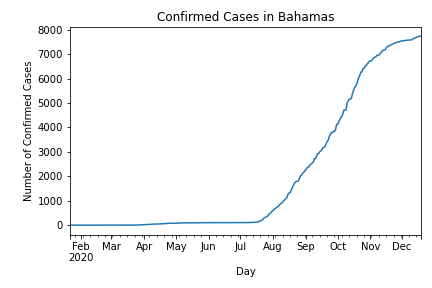 Confirmed Cases in Bahamas
Number of Confirmed Cases
8000
7000
6000
5000
4000
3000
2000
1000
0
Feb Mar Apr May Jun Jul Aug Sep Oct Nov Dec
2020
Day